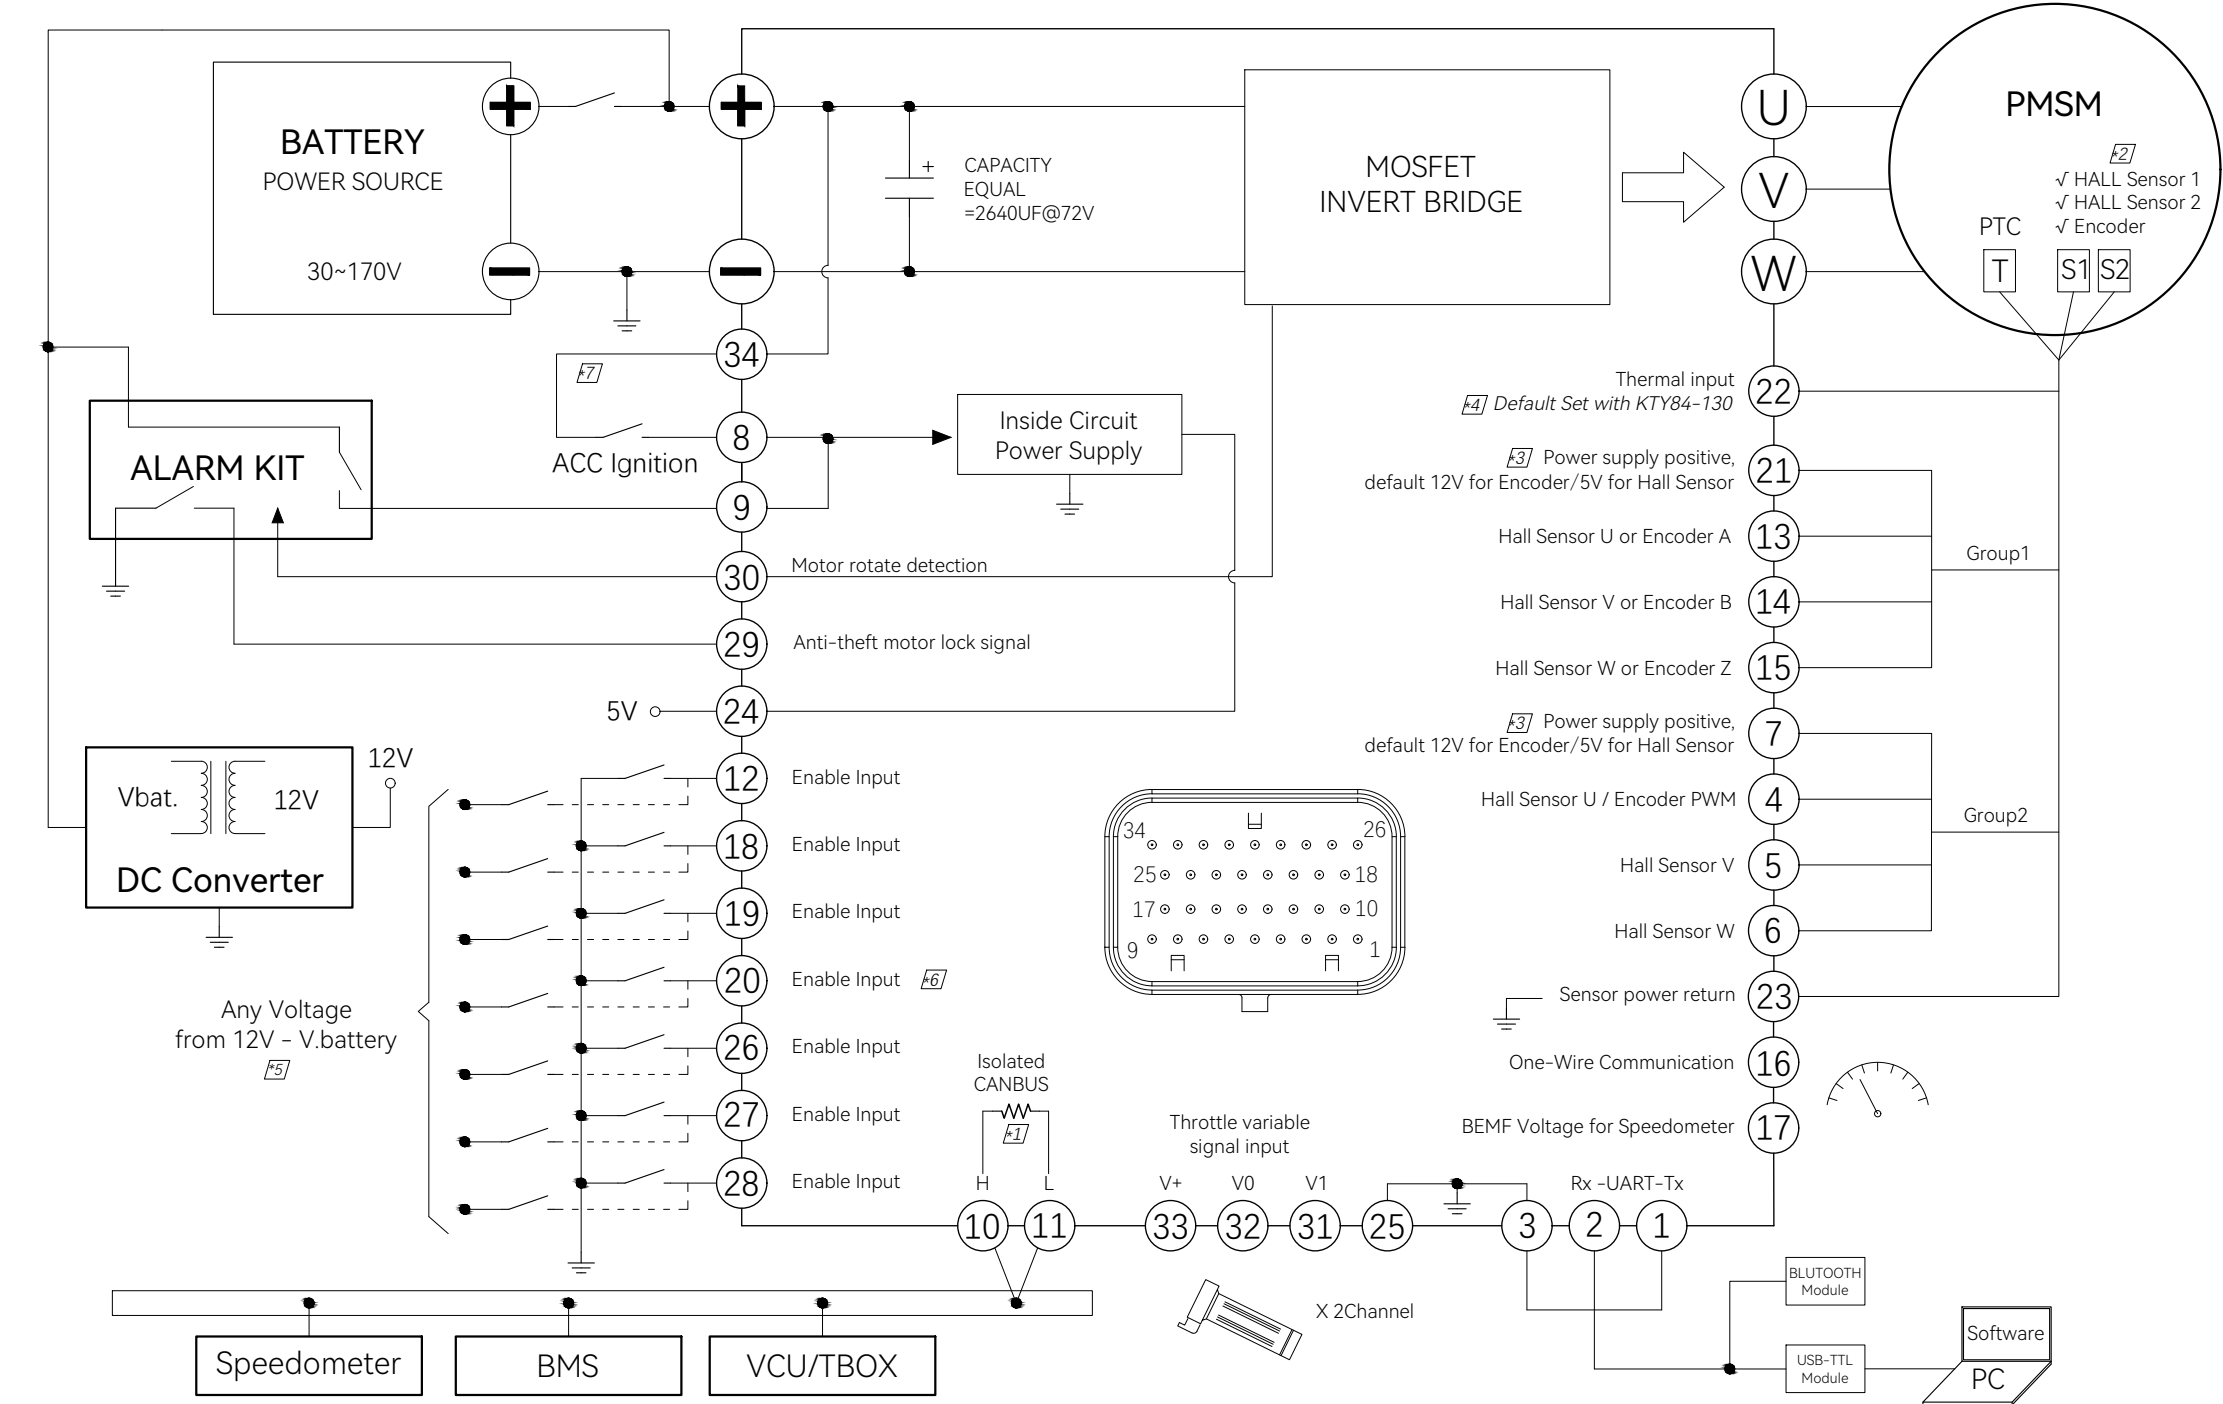 BATTERY
POWER SOURCE
30~170V
+
CAPACITY
EQUAL
=2640UF@72V
MOSFET
INVERT BRIDGE
U
V
W
PMSM
*2
√ HALL Sensor 1
√ HALL Sensor 2
√ Encoder
PTC
T
S1
S2
34
*7
8
ACC Ignition
9
Inside Circuit
Power Supply
ALARM KIT
30
Motor rotate detection
29
Anti-theft motor lock signal
5V
24
12
Enable Input
18
Enable Input
19
Enable Input
20
Enable Input *6
26
Enable Input
27
Enable Input
28
Enable Input
Vbat.
12V
DC Converter
12V
Any Voltage
from 12V - V.battery
*5
Thermal input
*4 Default Set with KTY84-130
22
*3 Power supply positive,
default 12V for Encoder/5V for Hall Sensor
21
Hall Sensor U or Encoder A
13
Hall Sensor V or Encoder B
14
Hall Sensor W or Encoder Z
15
Group1
*3 Power supply positive,
default 12V for Encoder/5V for Hall Sensor
7
Hall Sensor U / Encoder PWM
4
Hall Sensor V
5
Hall Sensor W
6
Group2
Sensor power return
23
One-Wire Communication
16
BEMF Voltage for Speedometer
17
34
26
25
18
17
10
9
1
Isolated
CANBUS
*1
H
L
10
11
Throttle variable
signal input
V+
V0
V1
33
32
31
25
Rx -UART-Tx
3
2
1
X 2Channel
BLUTOOTH
Module
USB-TTL
Module
Software
PC
Speedometer
BMS
VCU/TBOX